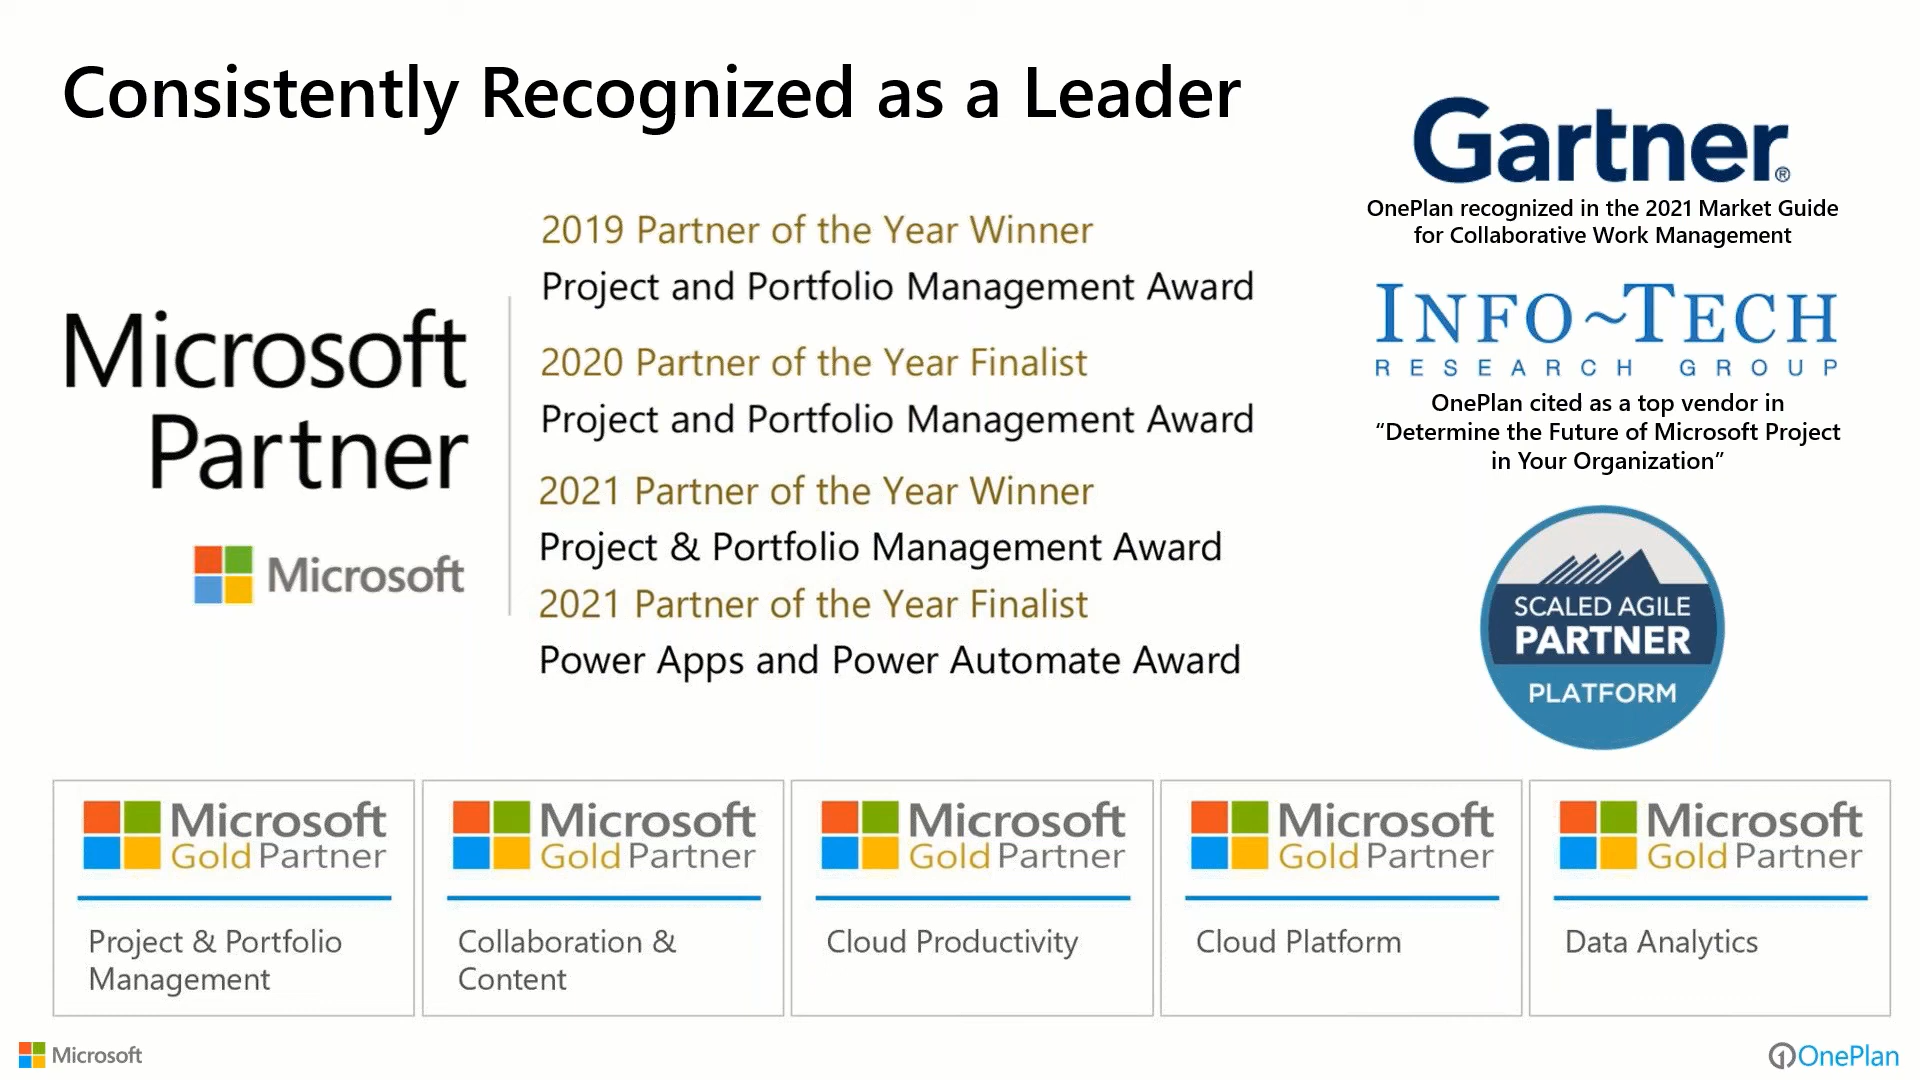 Consistently Recognized as a Leader
Microsoft
Partner
Microsoft
2019 Partner of the Year Winner
Project and Portfolio Management Award
2020 Partner of the Year Finalist
Project and Portfolio Management Award
2021 Partner of the Year Winner
Project & Portfolio Management Award
2021 Partner of the Year Finalist
Power Apps and Power Automate Award
Gartner®
OnePlan recognized in the 2021 Market Guide
for Collaborative Work Management
INFO~TECH
RESEARCH GROUP
OnePlan cited as a top vendor in
“Determine the Future of Microsoft Project
in Your Organization”
SCALED AGILE
PARTNER
PLATFORM
Microsoft
Gold Partner
Project & Portfolio
Management
Microsoft
Gold Partner
Collaboration &
Content
Microsoft
Gold Partner
Cloud Productivity
Microsoft
Gold Partner
Cloud Platform
Microsoft
Gold Partner
Data Analytics
Microsoft
OnePlan